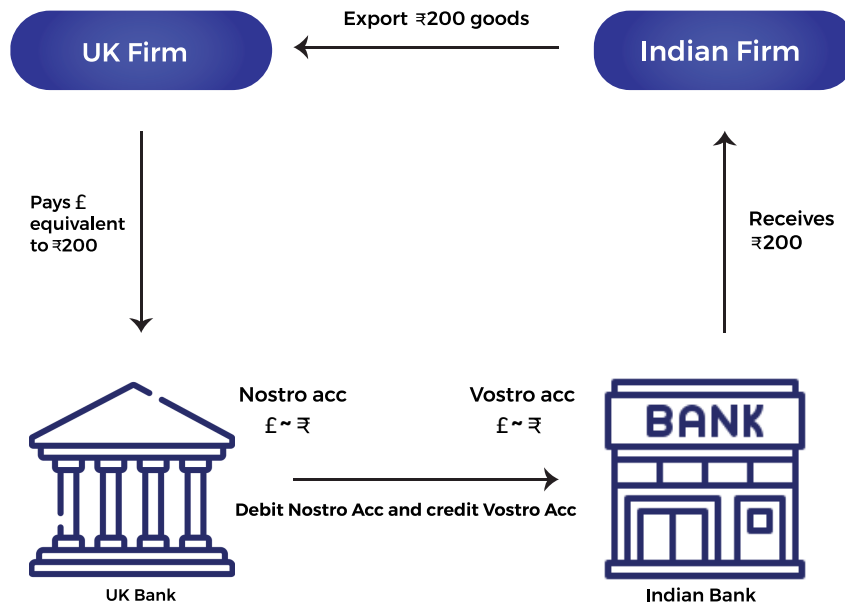 Export ₹200 goods
UK Firm
Indian Firm
Pays £
equivalent
to ₹200
Receives
₹200
Nostro acc
£~ ₹
Vostro acc
£~ ₹
BANK
Debit Nostro Acc and credit Vostro Acc
UK Bank
Indian Bank